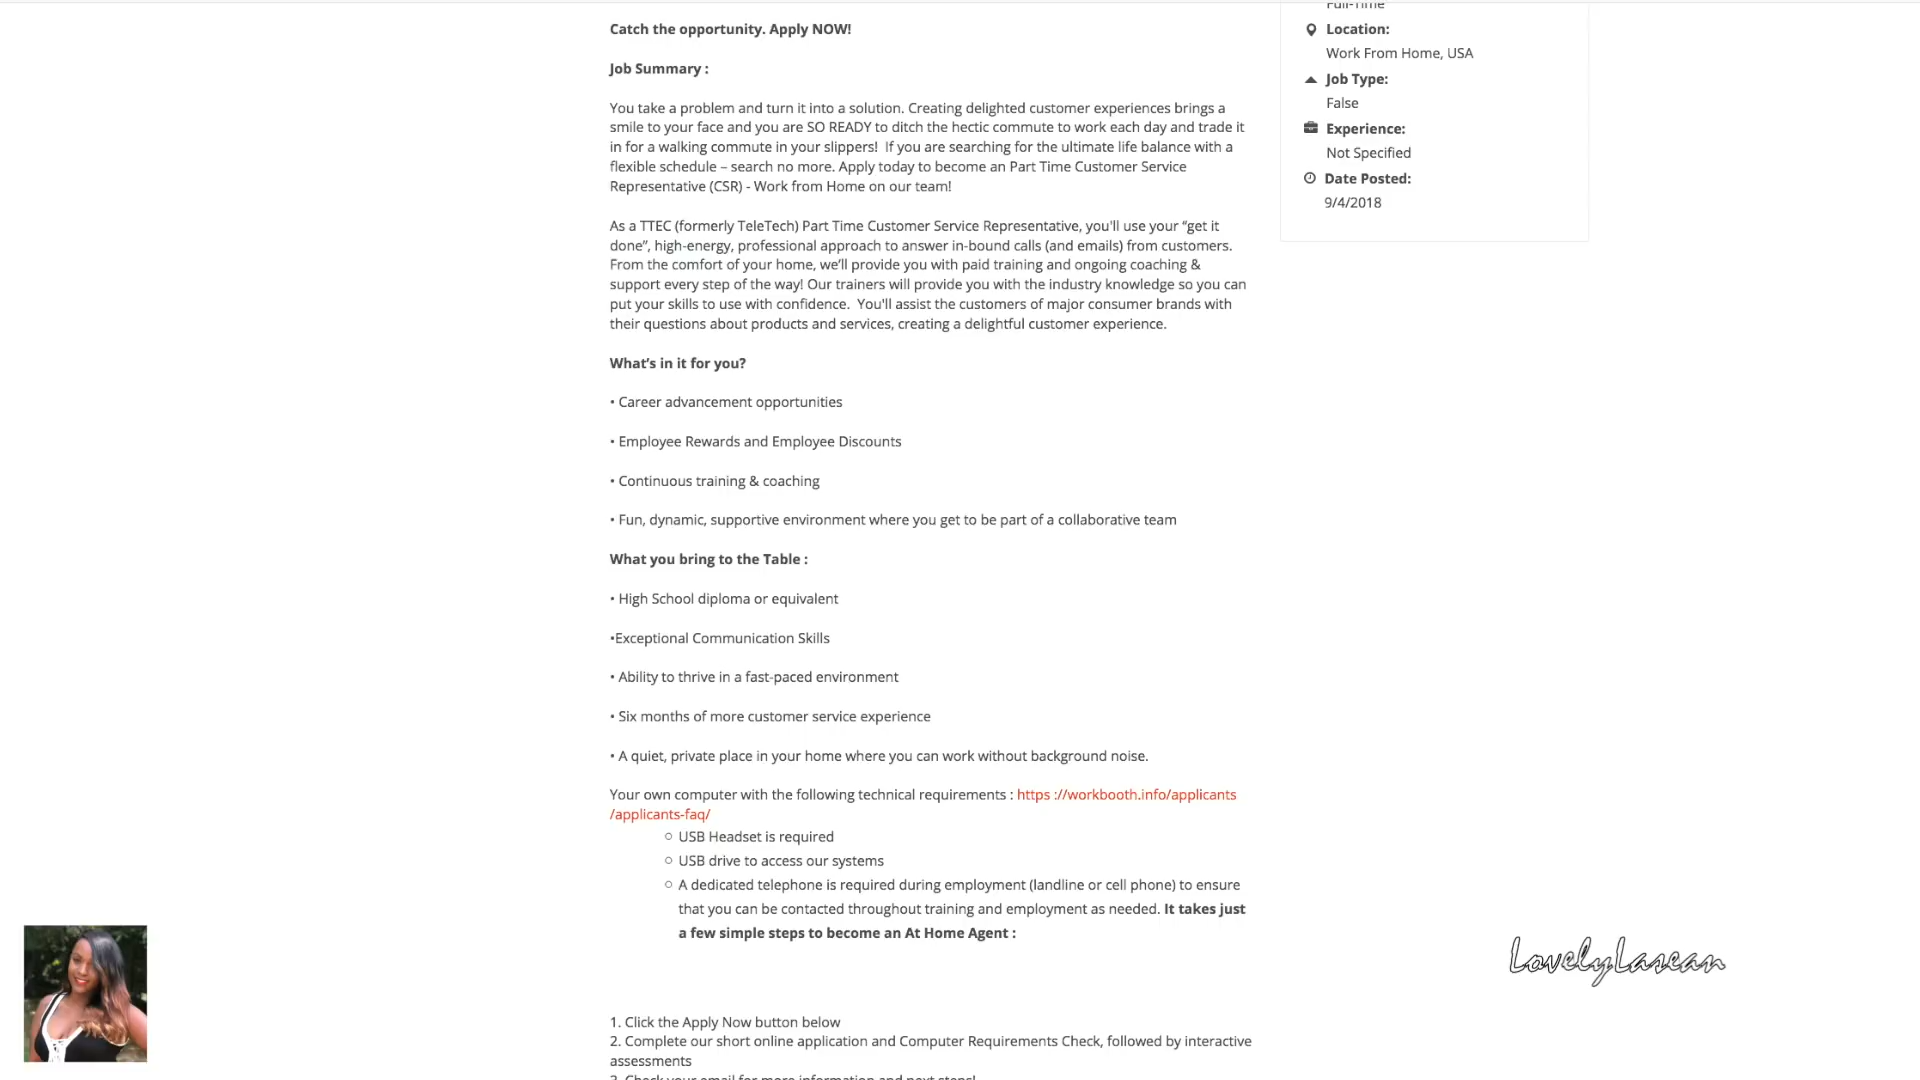 Catch the opportunity. Apply NOW!
Job Summary :
You take a problem and turn it into a solution. Creating delighted customer experiences brings a
smile to your face and you are SO READY to ditch the hectic commute to work each day and trade it
in for a walking commute in your slippers!  If you are searching for the ultimate life balance with a
flexible schedule – search no more. Apply today to become an Part Time Customer Service
Representative (CSR) - Work from Home on our team!
As a TTEC (formerly TeleTech) Part Time Customer Service Representative, you'll use your “get it
done”, high-energy, professional approach to answer in-bound calls (and emails) from customers.
From the comfort of your home, we’ll provide you with paid training and ongoing coaching &
support every step of the way! Our trainers will provide you with the industry knowledge so you can
put your skills to use with confidence.  You'll assist the customers of major consumer brands with
their questions about products and services, creating a delightful customer experience.
What’s in it for you?
• Career advancement opportunities
• Employee Rewards and Employee Discounts
• Continuous training & coaching
• Fun, dynamic, supportive environment where you get to be part of a collaborative team
What you bring to the Table :
• High School diploma or equivalent
•Exceptional Communication Skills
• Ability to thrive in a fast-paced environment
• Six months of more customer service experience
• A quiet, private place in your home where you can work without background noise.
Your own computer with the following technical requirements : https ://workbooth.info/applicants
/applicants-faq/
○ USB Headset is required
○ USB drive to access our systems
○ A dedicated telephone is required during employment (landline or cell phone) to ensure
that you can be contacted throughout training and employment as needed. It takes just
a few simple steps to become an At Home Agent :
1. Click the Apply Now button below
2. Complete our short online application and Computer Requirements Check, followed by interactive
assessments
3. Check your email for more information and next steps!
Full-Time
Location:
Work From Home, USA
Job Type:
False
Experience:
Not Specified
Date Posted:
9/4/2018
LovelyLasean